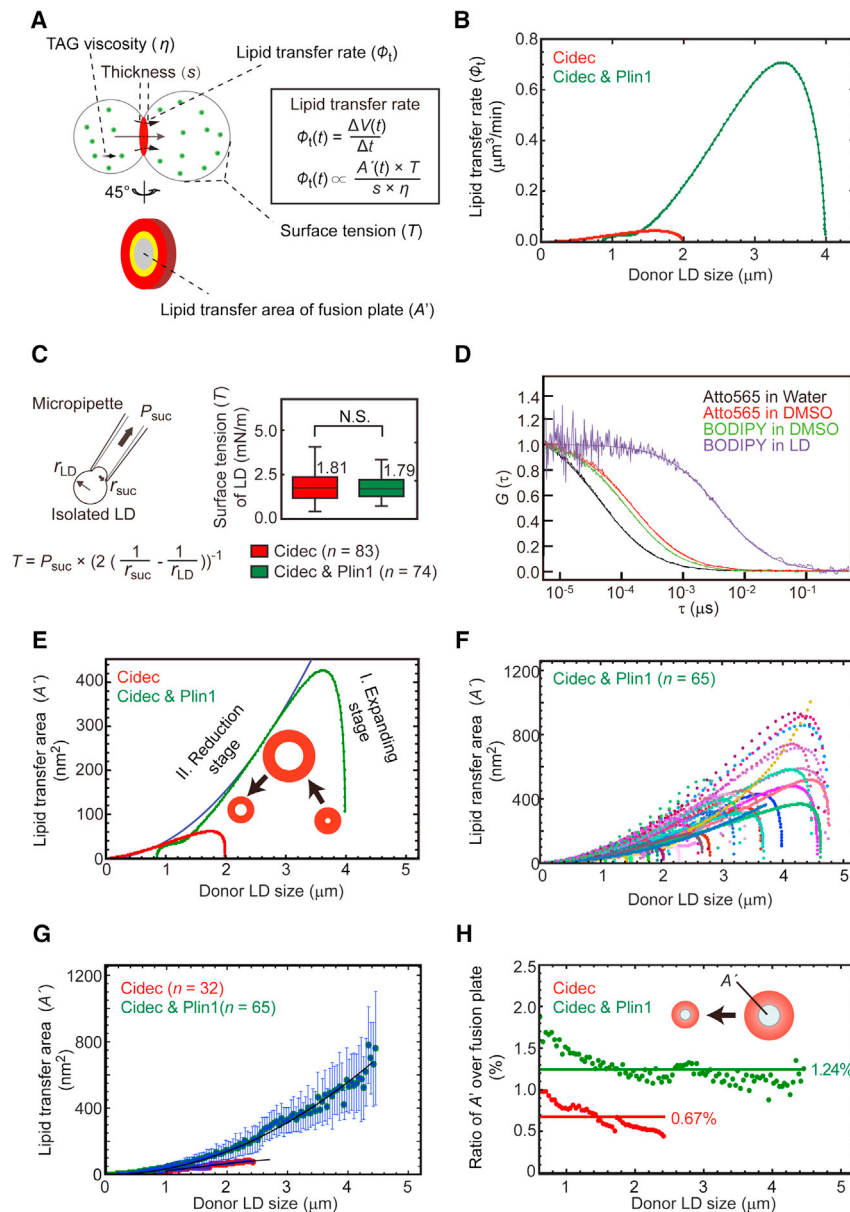 A
TAG viscosity (η)
Thickness (s)
Lipid transfer rate (Φt)
Lipid transfer rate
Φt(t) = ΔV(t) / Δt
Φt(t) ∝ A´(t) × T / s × η
45°
Surface tension (T)
Lipid transfer area of fusion plate (A')
B
Cidec
Cidec & Plin1
Lipid transfer rate (Φt)
(μm³/min)
0.8
0.6
0.4
0.2
0.0
0 1 2 3 4 5
Donor LD size (μm)
C
Micropipette
Psuc
rLD
rsuc
Isolated LD
T = Psuc × (2 ( 1/rsuc - 1/rLD ))-1
Surface tension (T)
of LD (mN/m)
5.0
2.0
0.0
N.S.
1.81
1.79
Cidec (n = 83)
Cidec & Plin1 (n = 74)
D
Atto565 in Water
Atto565 in DMSO
BODIPY in DMSO
BODIPY in LD
G (τ)
1.4
1.2
1.0
0.8
0.6
0.4
0.2
0.0
10-5 10-4 10-3 10-2 10-1
τ (μs)
E
Cidec
Cidec & Plin1
Lipid transfer area (A´)
(nm²)
400
300
200
100
0
I. Expanding
stage
II. Reduction
stage
0 1 2 3 4 5
Donor LD size (μm)
F
Cidec & Plin1 (n = 65)
Lipid ransfer area (A´)
(nm²)
1200
800
400
0
0 1 2 3 4 5
Donor LD size (μm)
G
Cidec (n = 32)
Cidec & Plin1(n = 65)
Lipid transfer area (A´)
(nm²)
1200
800
400
0
0 1 2 3 4 5
Donor LD size (μm)
H
Cidec
Cidec & Plin1
A´
Ratio of A' over fusion plate
(%)
2.5
2.0
1.5
1.0
0.5
0
1.24%
0.67%
1 2 3 4 5
Donor LD size (μm)